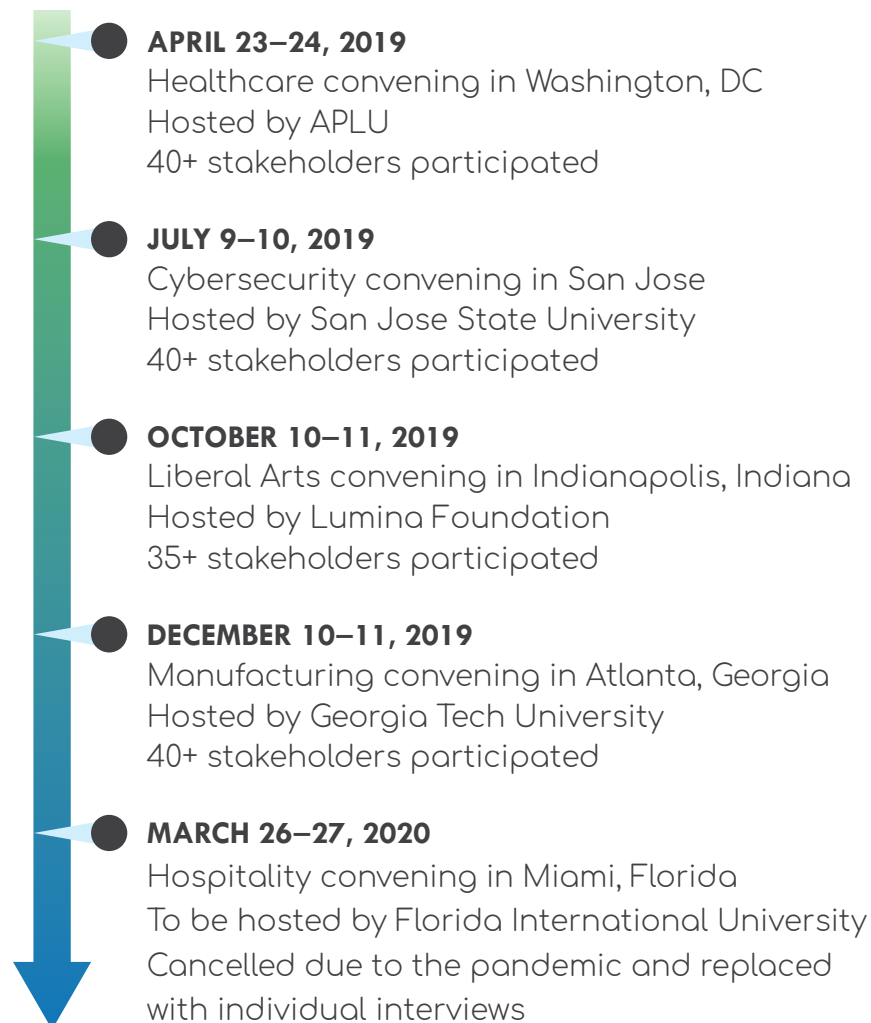 APRIL 23–24, 2019
Healthcare convening in Washington, DC
Hosted by APLU
40+ stakeholders participated
JULY 9–10, 2019
Cybersecurity convening in San Jose
Hosted by San Jose State University
40+ stakeholders participated
OCTOBER 10–11, 2019
Liberal Arts convening in Indianapolis, Indiana
Hosted by Lumina Foundation
35+ stakeholders participated
DECEMBER 10–11, 2019
Manufacturing convening in Atlanta, Georgia
Hosted by Georgia Tech University
40+ stakeholders participated
MARCH 26–27, 2020
Hospitality convening in Miami, Florida
To be hosted by Florida International University
Cancelled due to the pandemic and replaced
with individual interviews